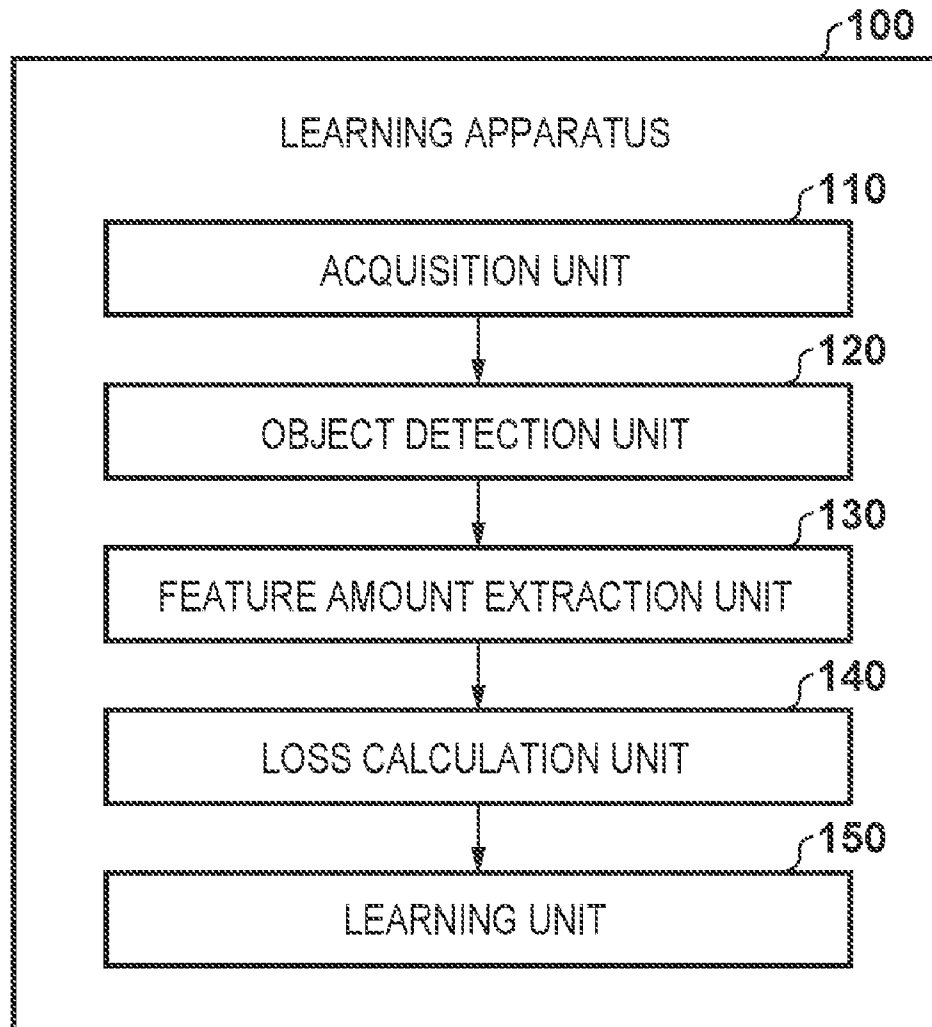 100
LEARNING APPARATUS
110
ACQUISITION UNIT
120
OBJECT DETECTION UNIT
130
FEATURE AMOUNT EXTRACTION UNIT
140
LOSS CALCULATION UNIT
150
LEARNING UNIT